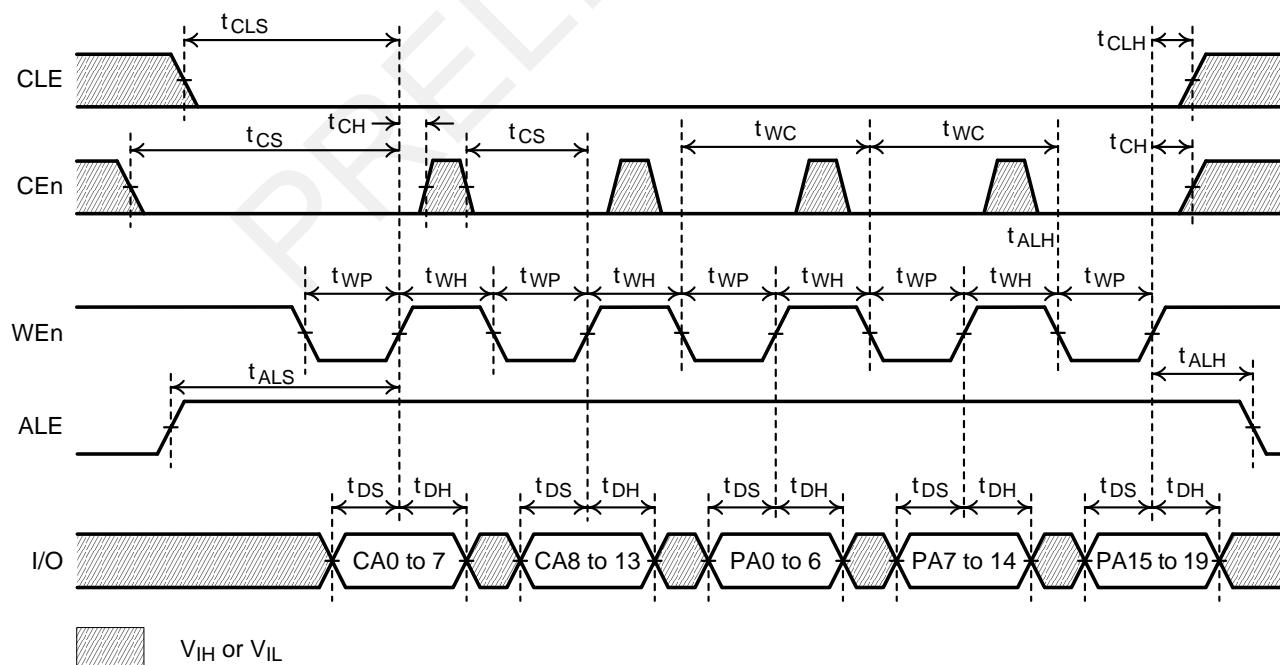 PREL
tCLS
tCLH
CLE
tCH
tCS tCS tWC tWC tCH
CEn
tALH
tWP tWH tWP tWH tWP tWH tWP tWH tWP
WEn
tALS tALH
ALE
tDS tDH tDS tDH tDS tDH tDS tDH tDS tDH
I/O CA0 to 7 CA8 to 13 PA0 to 6 PA7 to 14 PA15 to 19
VIH or VIL